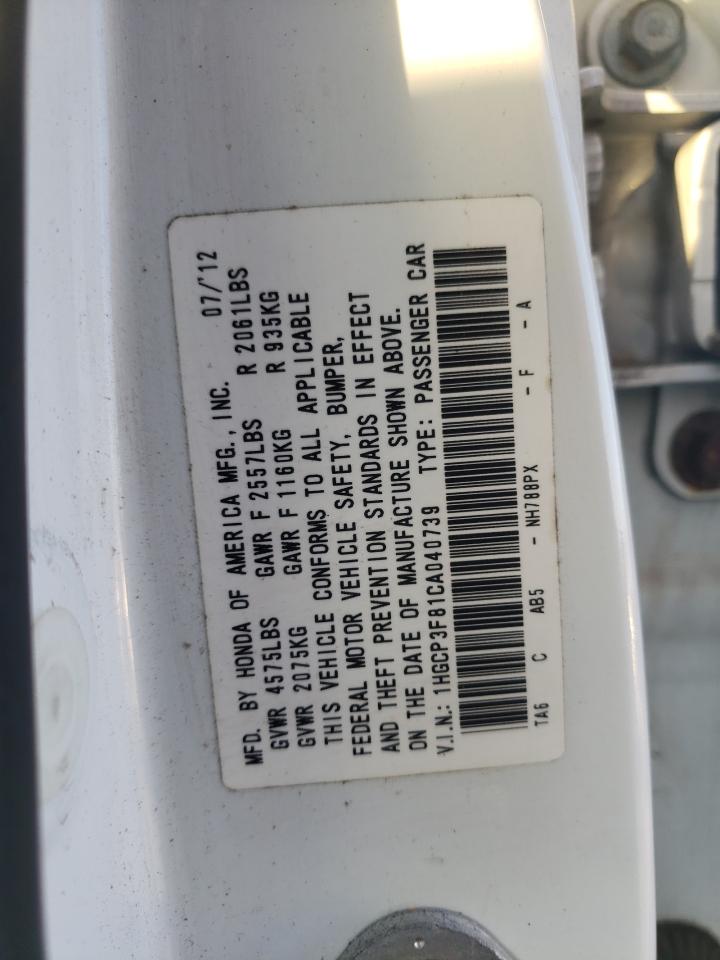 MFD. BY HONDA OF AMERICA MFG., INC. 07/'12
GVWR 4575LBS GAWR F 2557LBS R 2061LBS
GVWR 2075KG GAWR F 1160KG R 935KG
THIS VEHICLE CONFORMS TO ALL APPLICABLE
FEDERAL MOTOR VEHICLE SAFETY, BUMPER,
AND THEFT PREVENTION STANDARDS IN EFFECT
ON THE DATE OF MANUFACTURE SHOWN ABOVE.
V.I.N.: 1HGCP3F81CA040739 TYPE: PASSENGER CAR
TA6 C AB5 - NH788PX - F - A